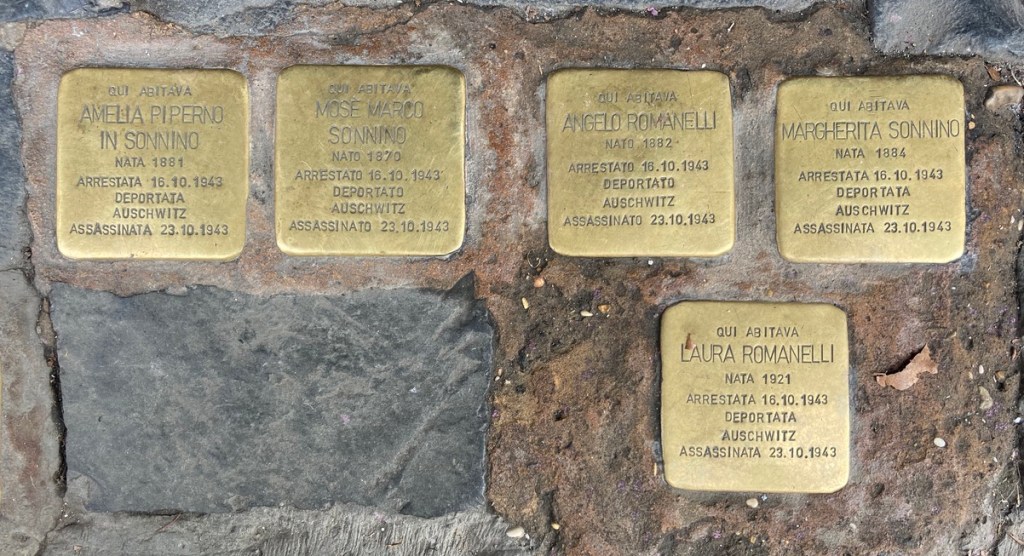 QUI ABITAVA
AMELIA PIPERNO
IN SONNINO
NATA 1881
ARRESTATA 16.10.1943
DEPORTATA
AUSCHWITZ
ASSASSINATA 23.10.1943
QUI ABITAVA
MOSE MARCO
SONNINO
NATO 1870
ARRESTATO 16.10.1943
DEPORTATO
AUSCHWITZ
ASSASSINATO 23.10.1943
QUI ABITAVA
ANGELO ROMANELLI
NATO 1882
ARRESTATO 16.10.1943
DEPORTATO
AUSCHWITZ
ASSASSINATO 23.10.1943
QUI ABITAVA
MARGHERITA SONNINO
NATA 1884
ARRESTATA 16.10.1943
DEPORTATA
AUSCHWITZ
ASSASSINATA 23.10.1943
QUI ABITAVA
LAURA ROMANELLI
NATA 1921
ARRESTATA 16.10.1943
DEPORTATA
AUSCHWITZ
ASSASSINATA 23.10.1943